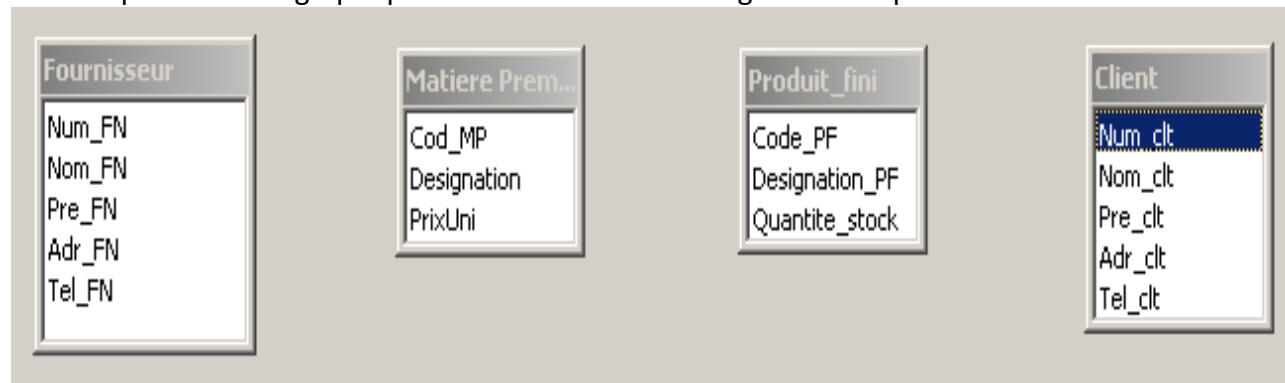 Fournisseur
Num_FN
Nom_FN
Pre_FN
Adr_FN
Tel_FN
Matiere Prem...
Cod_MP
Designation
PrixUni
Produit_fini
Code_PF
Designation_PF
Quantite_stock
Client
Num_clt
Nom_clt
Pre_clt
Adr_clt
Tel_clt